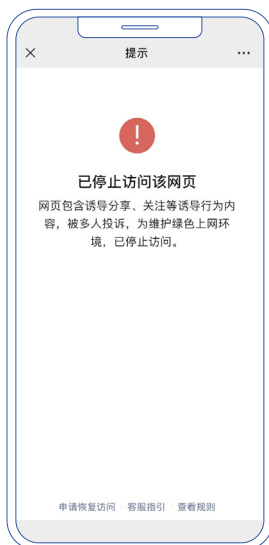 提示
已停止访问该网页
网页包含诱导分享、关注等诱导行为内
容，被多人投诉，为维护绿色上网环
境，已停止访问。
申请恢复访问 客服指引 查看规则